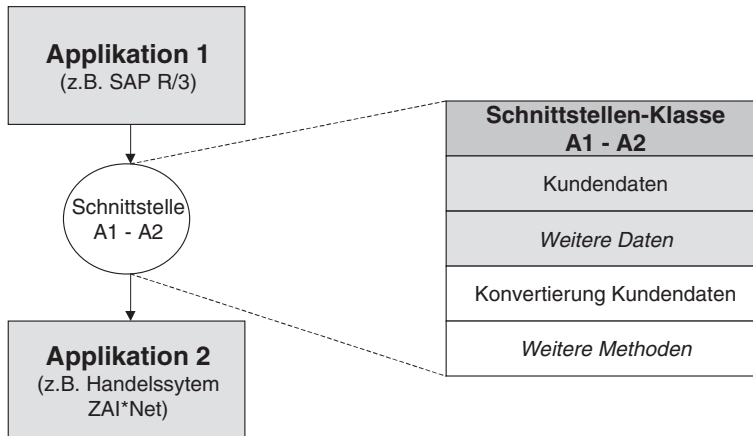 Applikation 1
(z.B. SAP R/3)
Schnittstelle
A1 - A2
Applikation 2
(z.B. Handelssytem
ZAI*Net)
Schnittstellen-Klasse
A1 - A2
Kundendaten
Weitere Daten
Konvertierung Kundendaten
Weitere Methoden